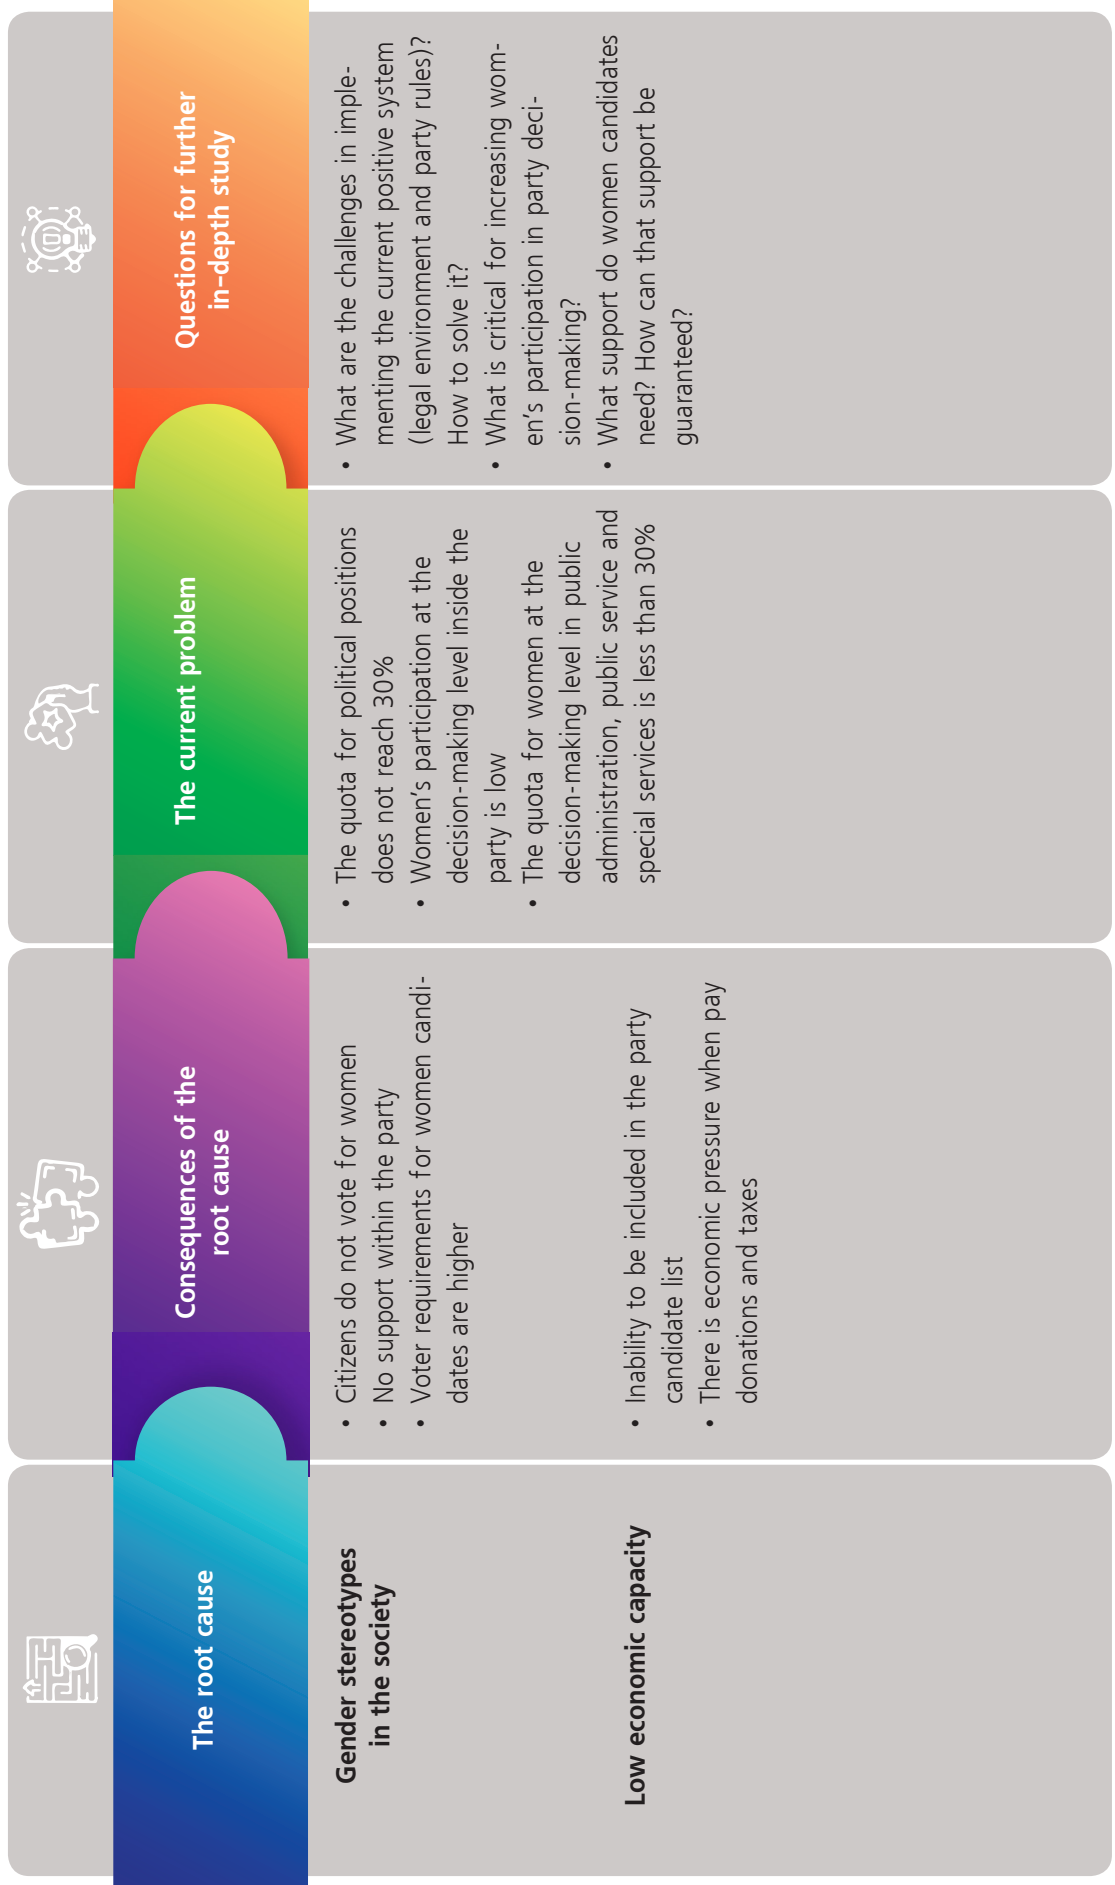 The root cause
Gender stereotypes
in the society
Low economic capacity
Consequences of the
root cause
• Citizens do not vote for women
• No support within the party
• Voter requirements for women candi-
dates are higher
• Inability to be included in the party
candidate list
• There is economic pressure when pay
donations and taxes
The current problem
• The quota for political positions
does not reach 30%
• Women's participation at the
decision-making level inside the
party is low
• The quota for women at the
decision-making level in public
administration, public service and
special services is less than 30%
Questions for further
in-depth study
• What are the challenges in imple-
menting the current positive system
(legal environment and party rules)?
How to solve it?
• What is critical for increasing wom-
en's participation in party deci-
sion-making?
• What support do women candidates
need? How can that support be
guaranteed?